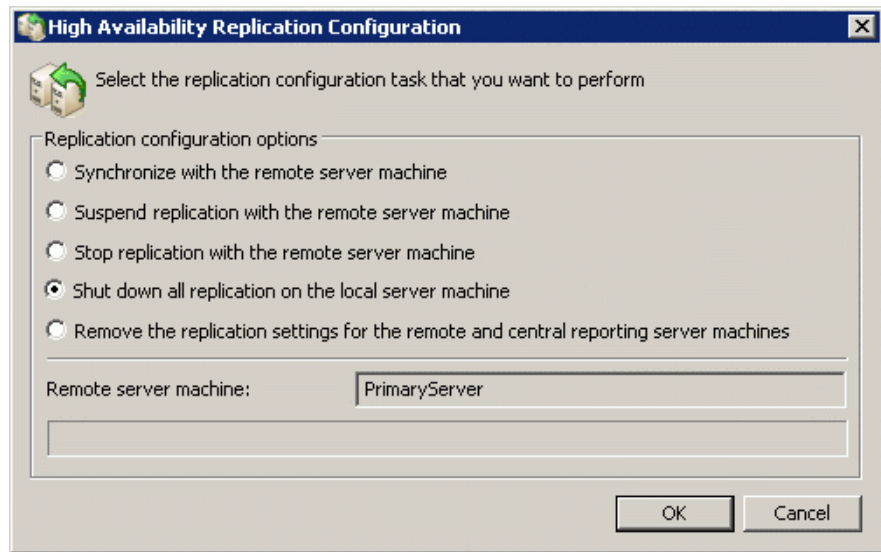 High Availability Replication Configuration
Select the replication configuration task that you want to perform
Replication configuration options
Synchronize with the remote server machine
Suspend replication with the remote server machine
Stop replication with the remote server machine
Shut down all replication on the local server machine
Remove the replication settings for the remote and central reporting server machines
Remote server machine: PrimaryServer
OK Cancel